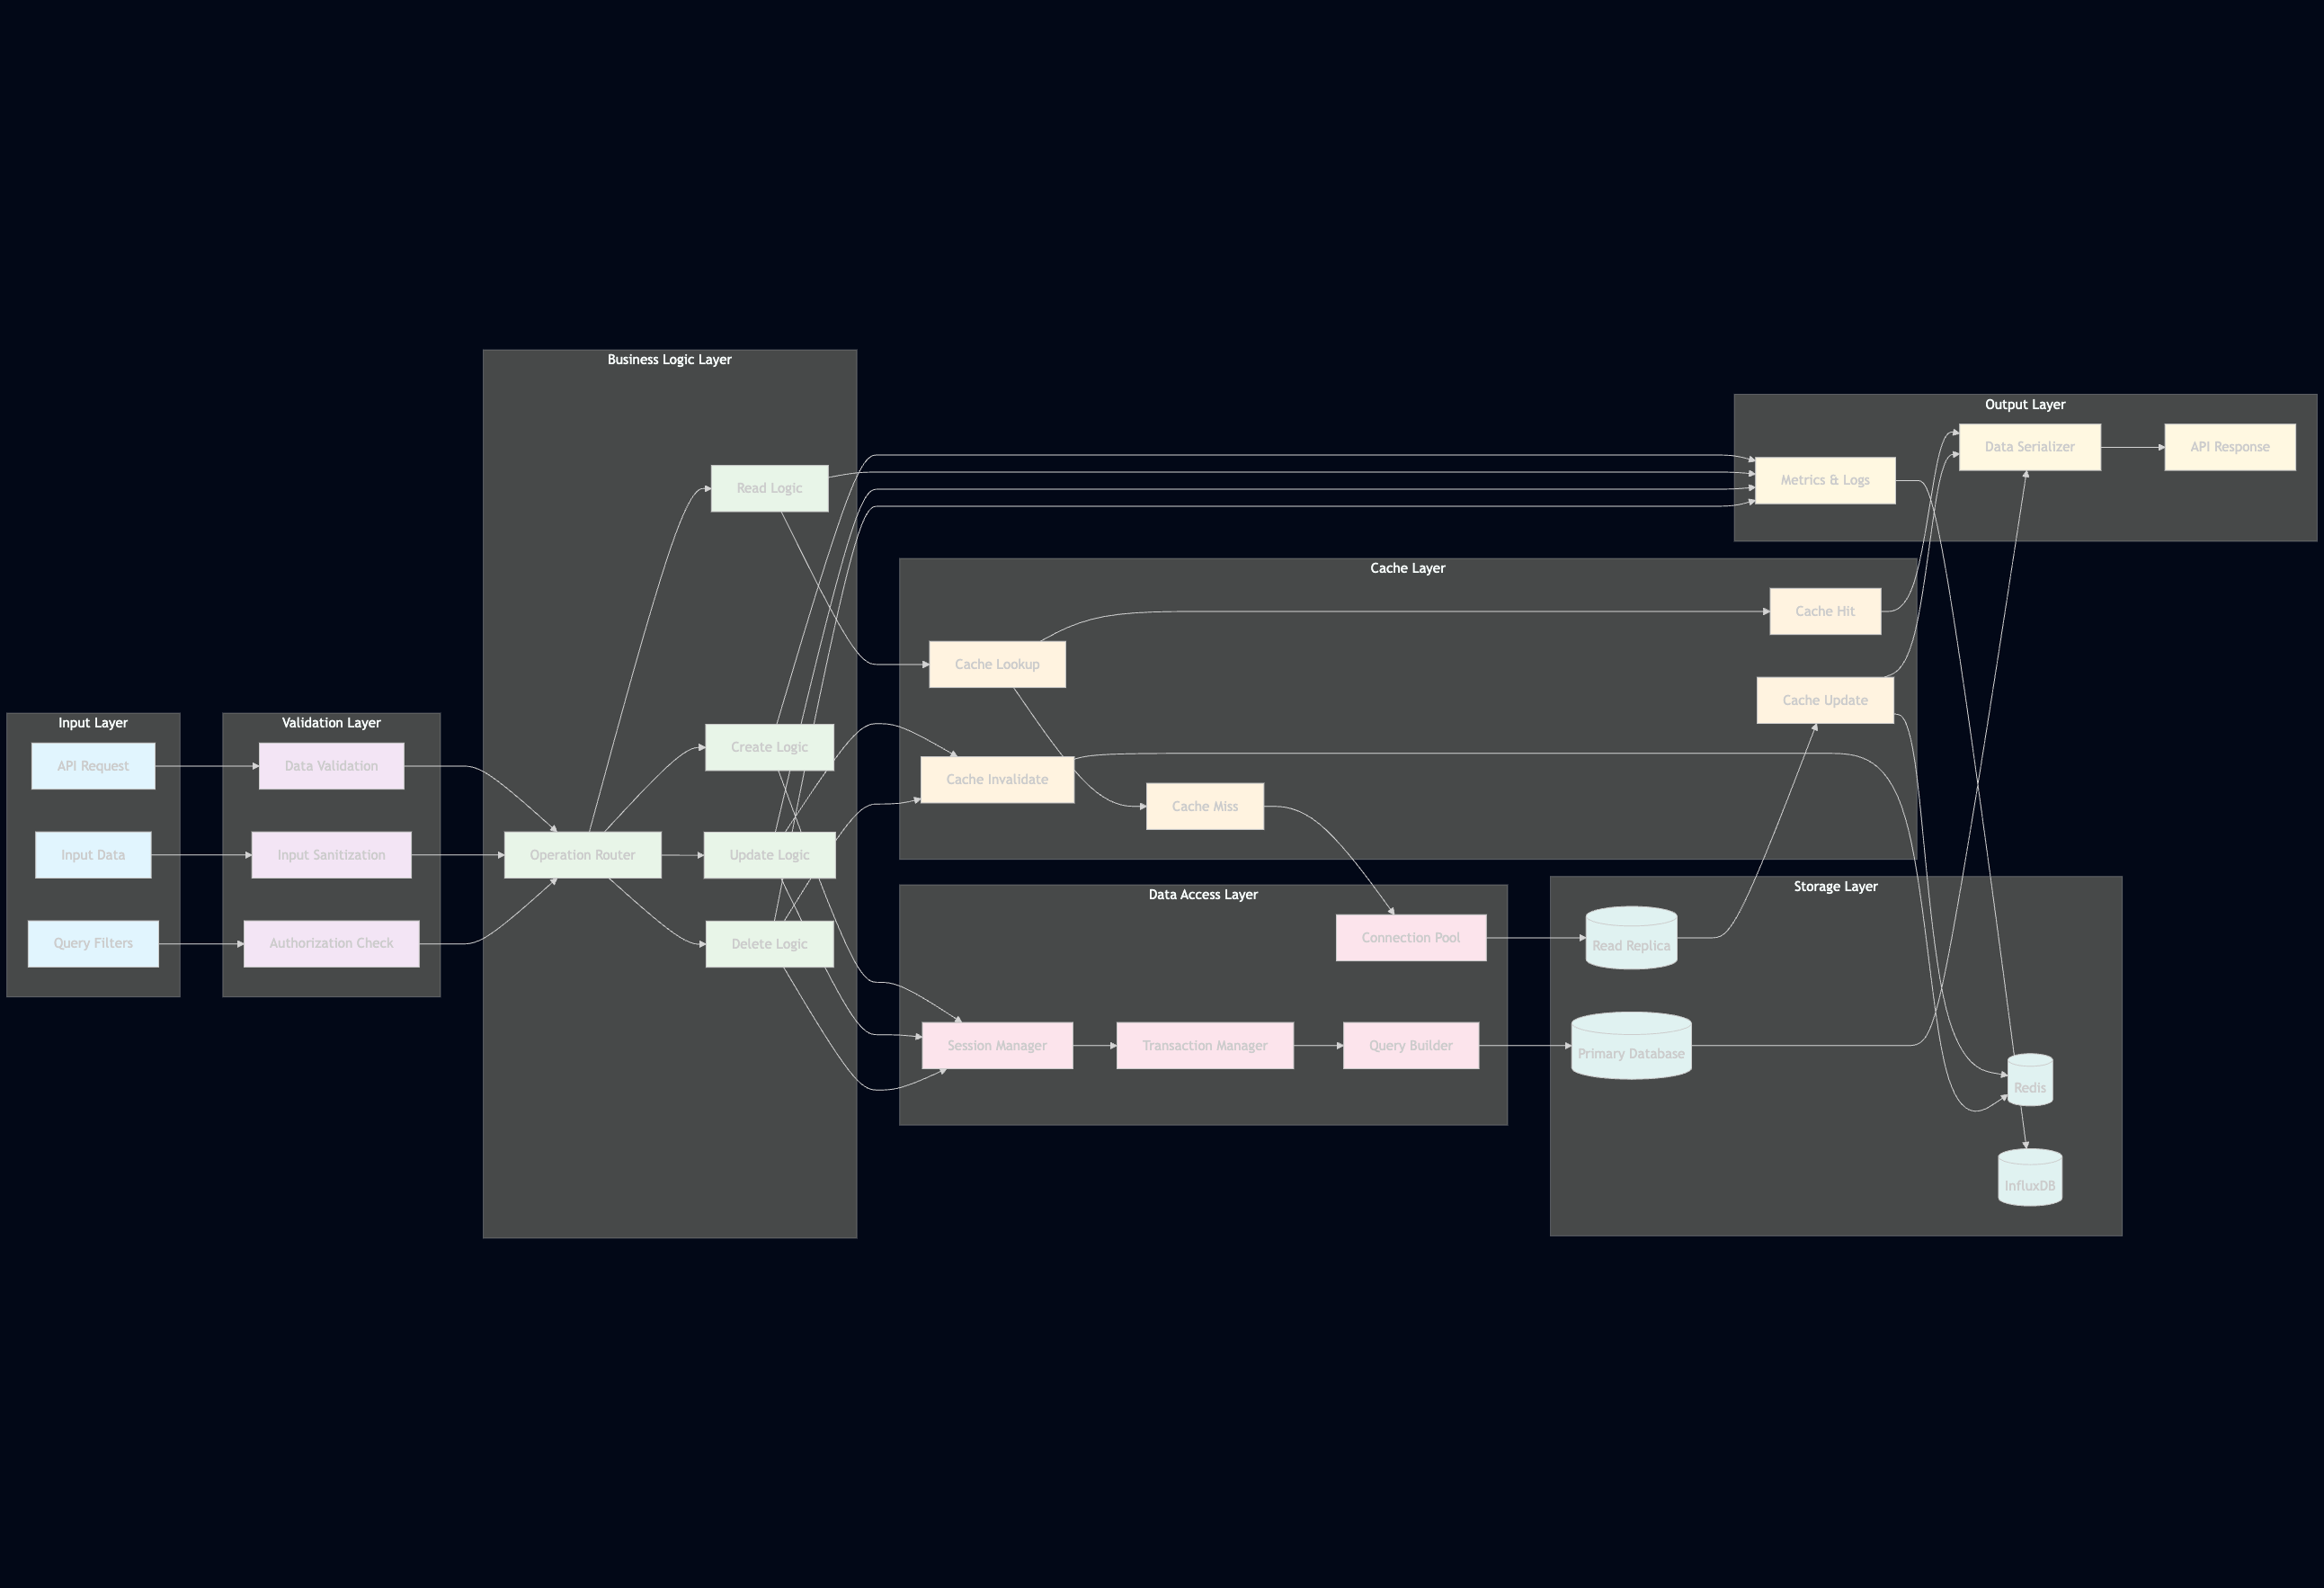 Input Layer
API Request
Input Data
Query Filters
Validation Layer
Data Validation
Input Sanitization
Authorization Check
Business Logic Layer
Operation Router
Read Logic
Create Logic
Update Logic
Delete Logic
Cache Layer
Cache Lookup
Cache Invalidate
Cache Miss
Cache Hit
Cache Update
Data Access Layer
Connection Pool
Session Manager
Transaction Manager
Query Builder
Storage Layer
Read Replica
Primary Database
Redis
InfluxDB
Output Layer
Metrics & Logs
Data Serializer
API Response